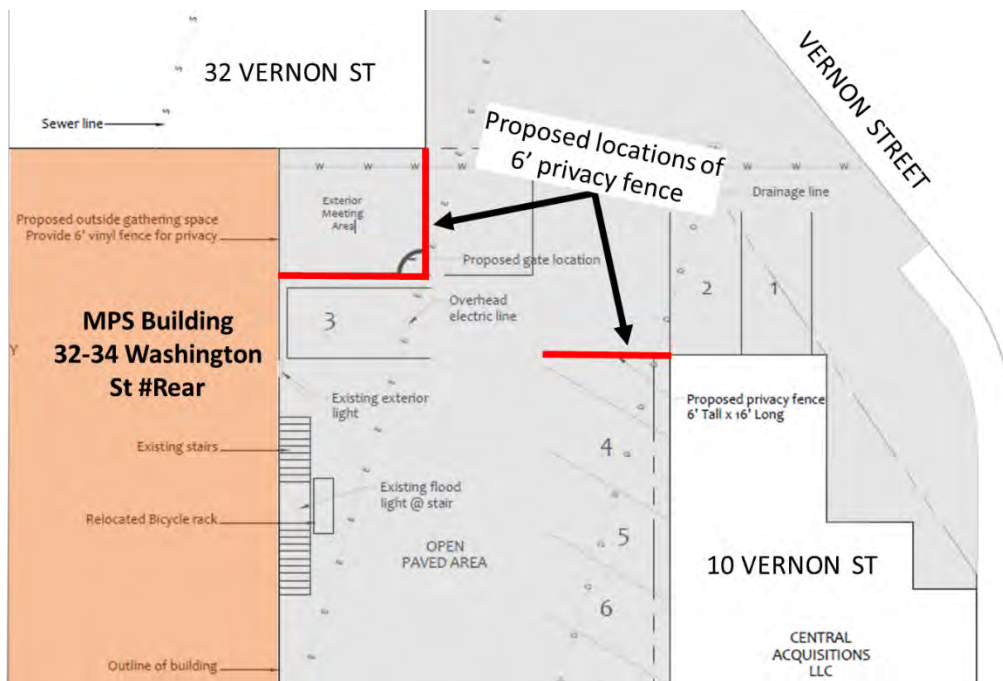 32 VERNON ST
VERNON STREET
Sewer line
Proposed locations of
6' privacy fence
Drainage line
Exterior
Meeting
Area
Proposed outside gathering space
Provide 6' vinyl fence for privacy
Proposed gate location
2
1
3
Overhead
electric line
MPS Building
32-34 Washington
St #Rear
Y
Proposed privacy fence
6' Tall x 16' Long
Existing exterior
light
4
Existing stairs
Existing flood
light @ stair
Relocated Bicycle rack
5
OPEN
PAVED AREA
10 VERNON ST
6
CENTRAL
ACQUISITIONS
LLC
Outline of building